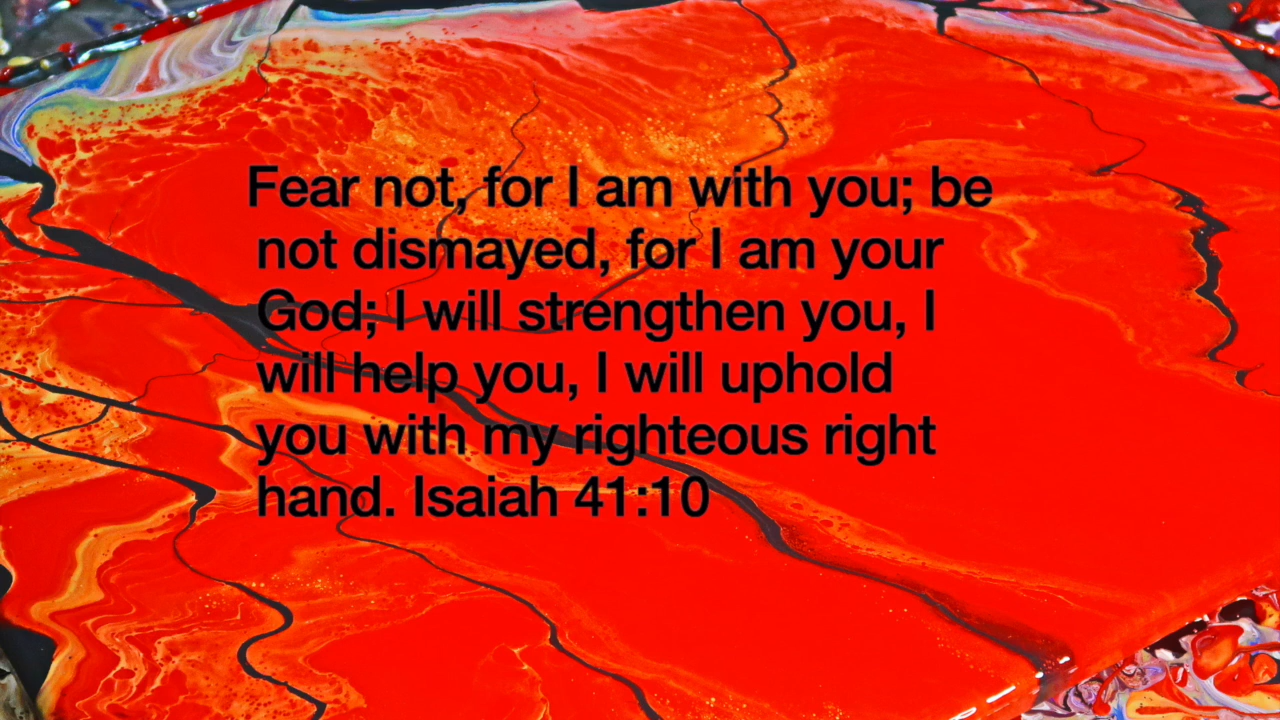 Fear not, for I am with you; be
not dismayed, for I am your
God; I will strengthen you, I
will help you, I will uphold
you with my righteous right
hand. Isaiah 41:10